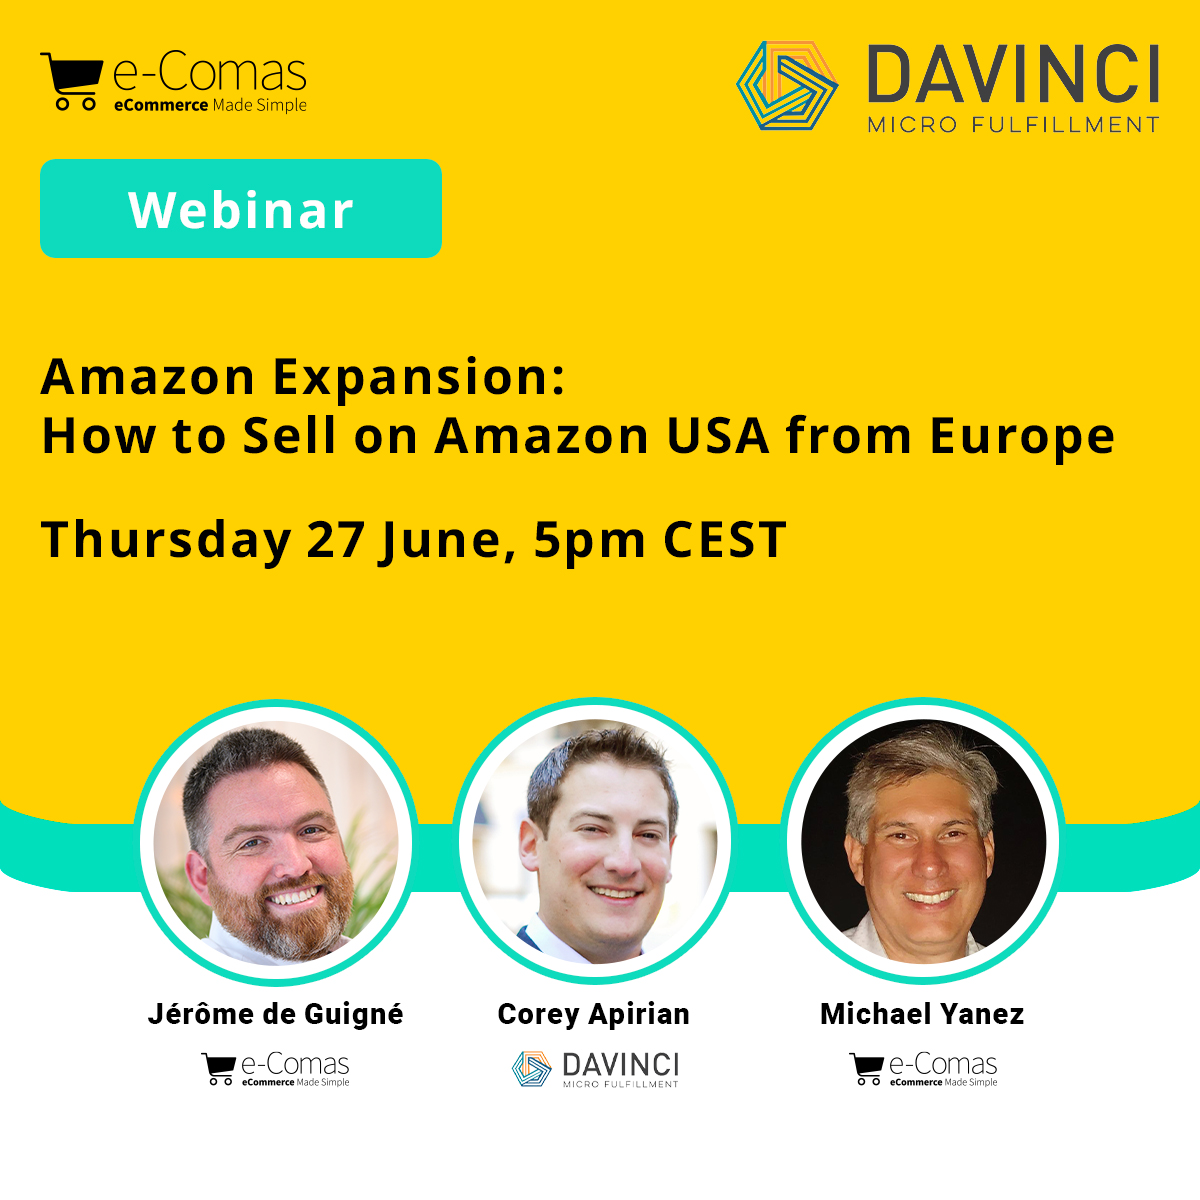 e-Comas
eCommerce Made Simple
DAVINCI
MICRO FULFILLMENT
Webinar
Amazon Expansion:
How to Sell on Amazon USA from Europe
Thursday 27 June, 5pm CEST
Jérôme de Guigné
e-Comas
eCommerce Made Simple
Corey Apirian
DAVINCI
MICRO FULFILLMENT
Michael Yanez
e-Comas
eCommerce Made Simple